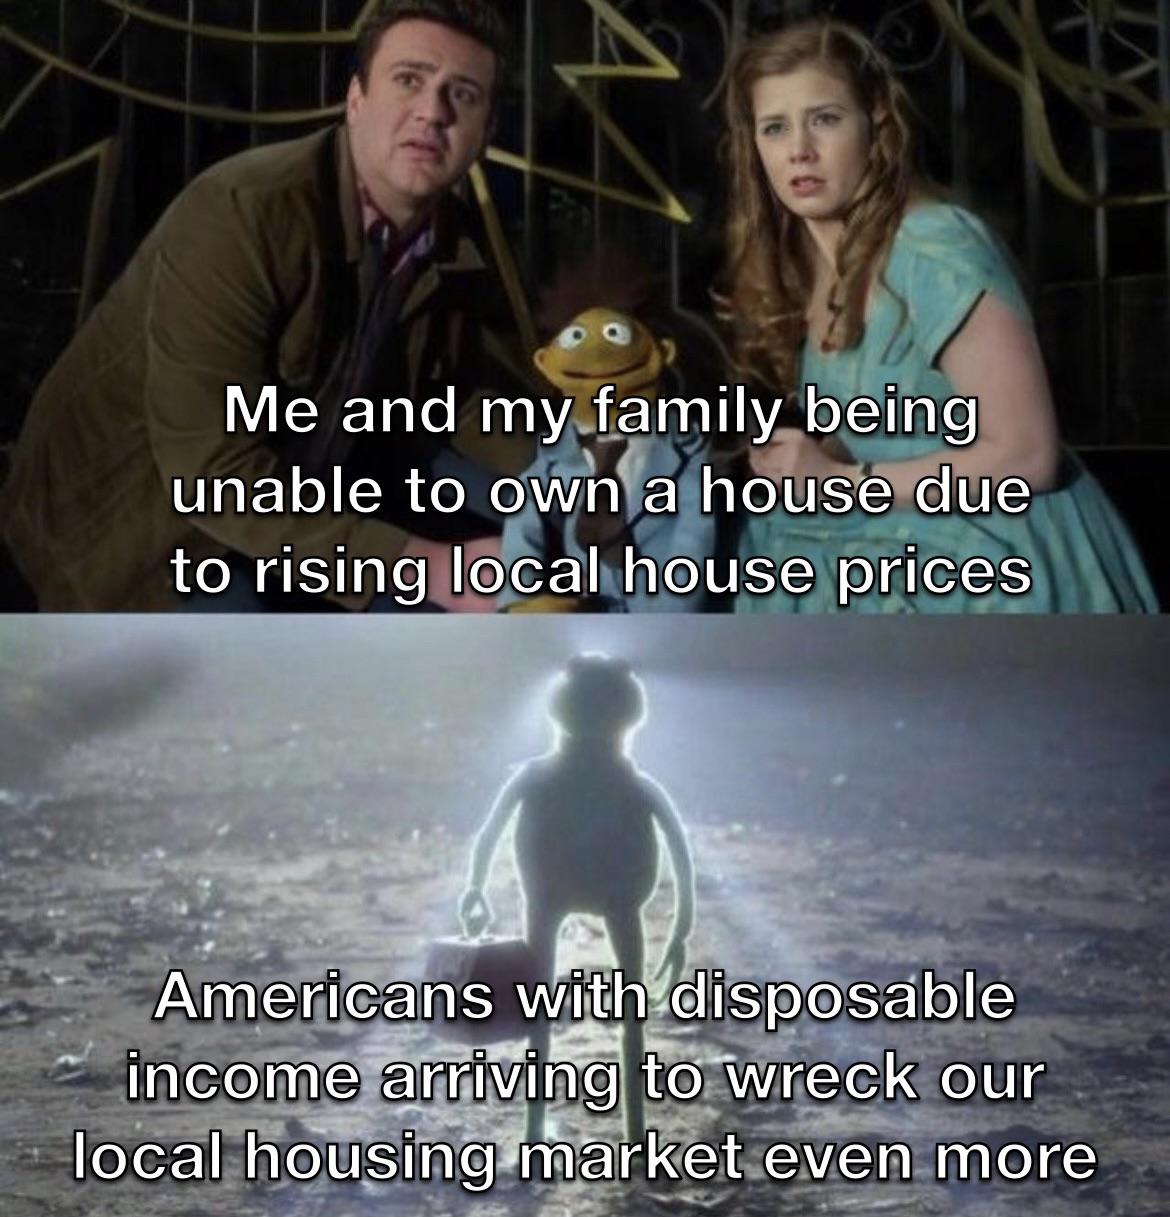 Me and my family being
unable to own a house due
to rising local house prices
Americans with disposable
income arriving to wreck our
local housing market even more